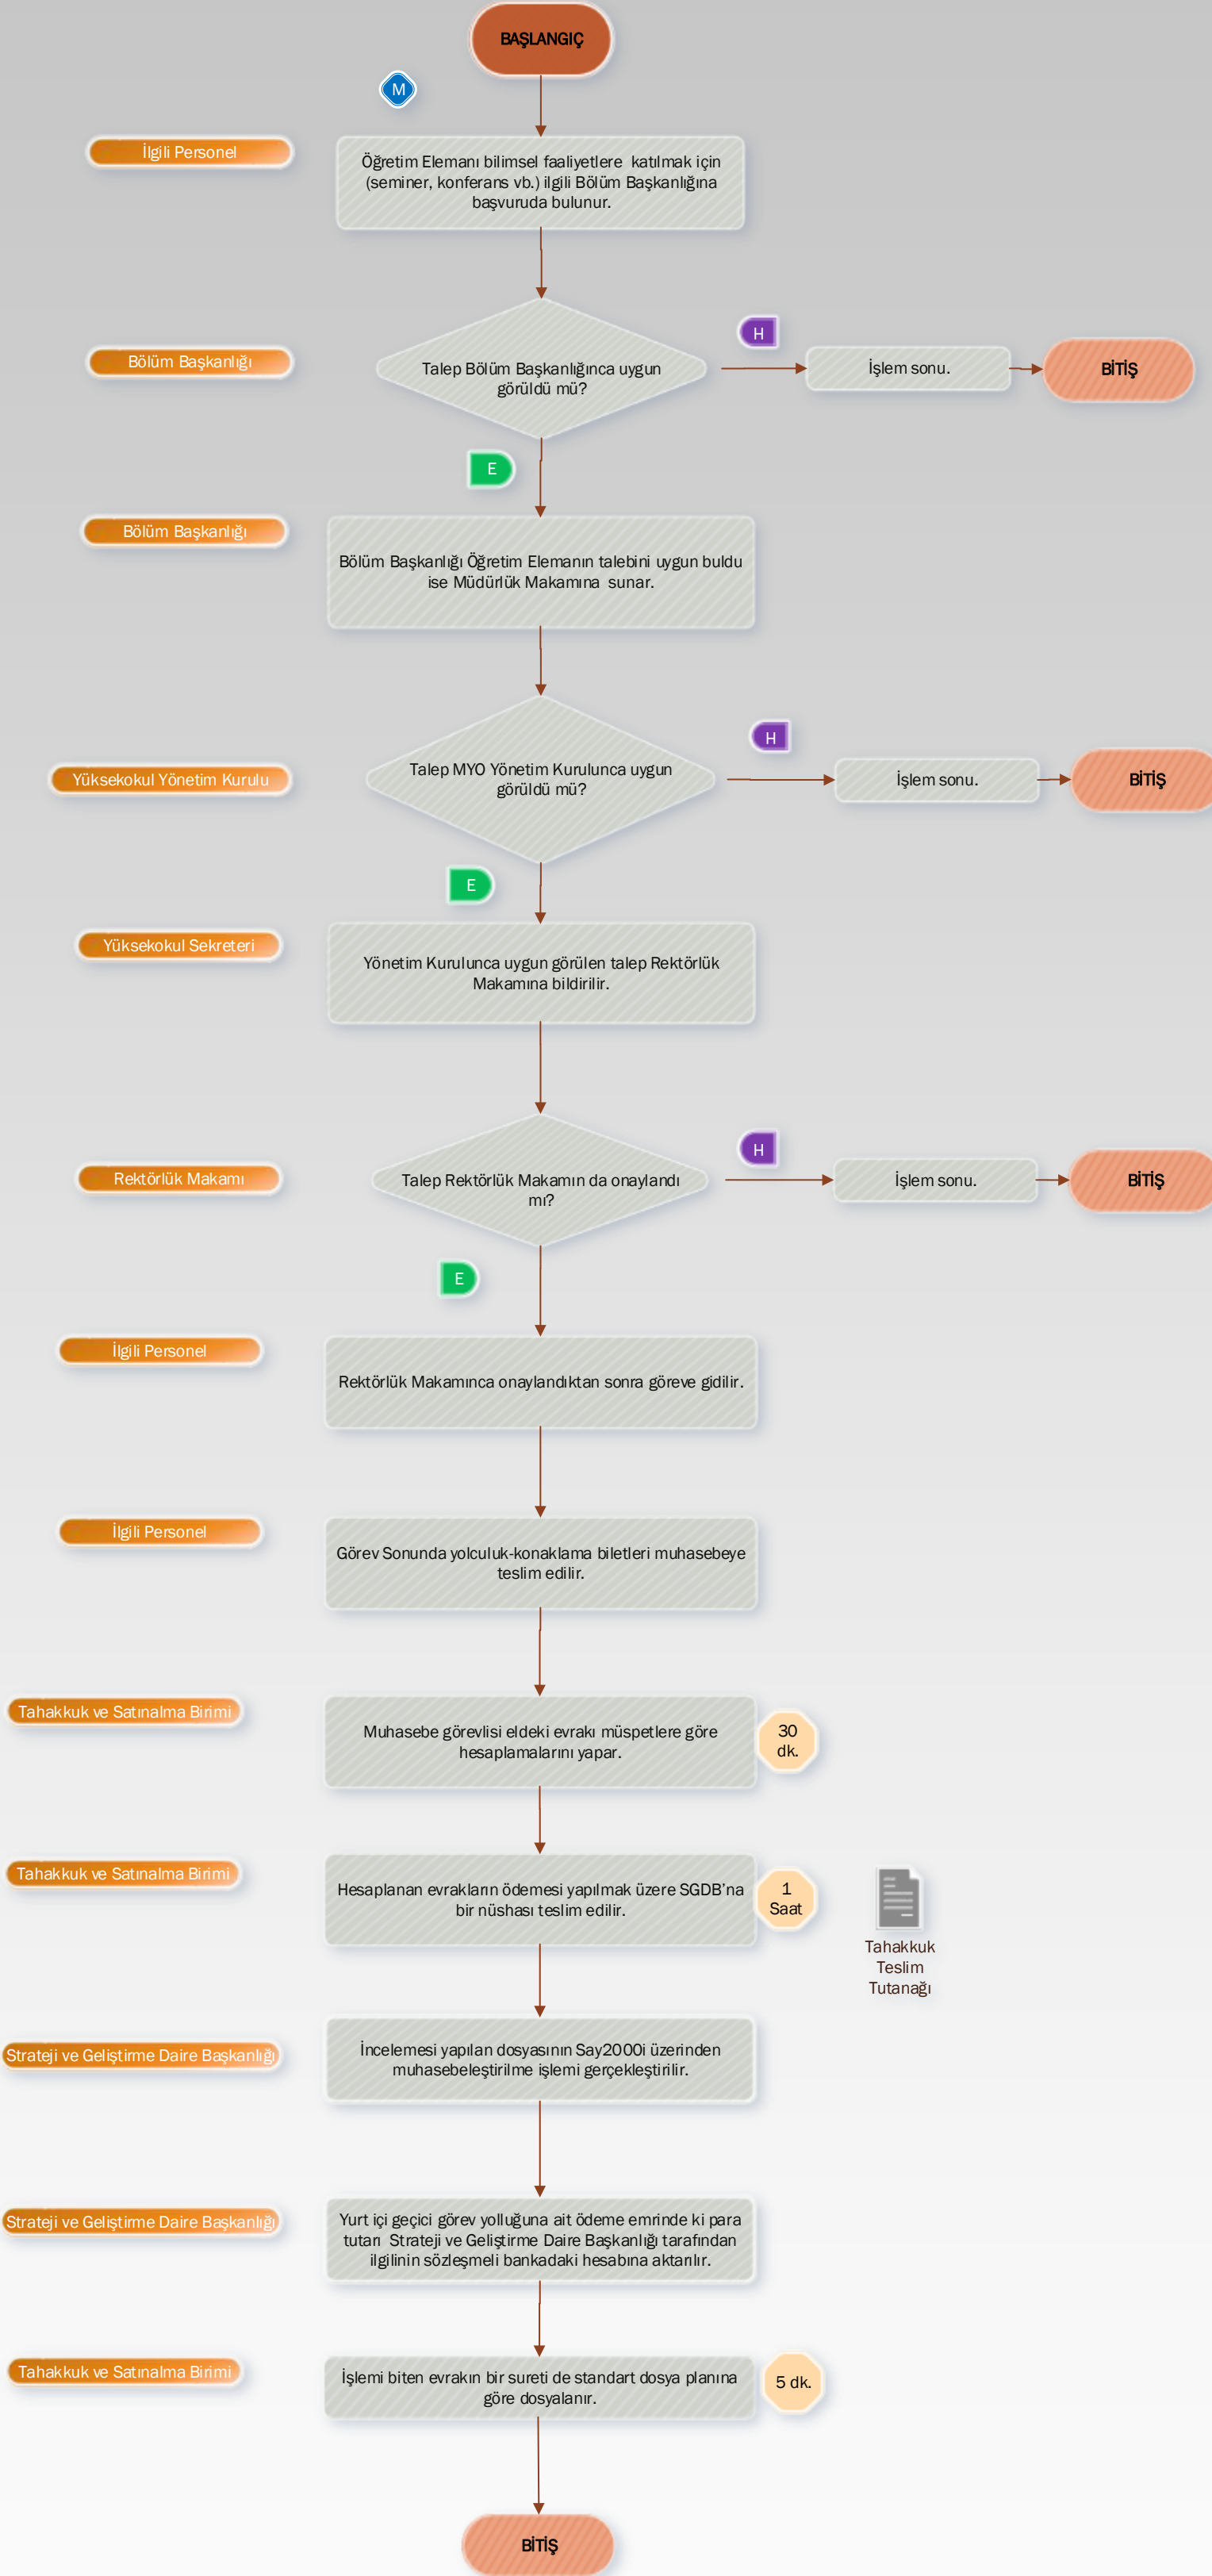 BAŞLANGIÇ
M
İlgili Personel
Öğretim Elemanı bilimsel faaliyetlere  katılmak için
(seminer, konferans vb.) ilgili Bölüm Başkanlığına
başvuruda bulunur.
Bölüm Başkanlığı
Talep Bölüm Başkanlığınca uygun
görüldü mü?
H
İşlem sonu.
BİTİŞ
E
Bölüm Başkanlığı
Bölüm Başkanlığı Öğretim Elemanın talebini uygun buldu
ise Müdürlük Makamına  sunar.
Yüksekokul Yönetim Kurulu
Talep MYO Yönetim Kurulunca uygun
görüldü mü?
H
İşlem sonu.
BİTİŞ
E
Yüksekokul Sekreteri
Yönetim Kurulunca uygun görülen talep Rektörlük
Makamına bildirilir.
Rektörlük Makamı
Talep Rektörlük Makamın da onaylandı
mı?
H
İşlem sonu.
BİTİŞ
E
İlgili Personel
Rektörlük Makamınca onaylandıktan sonra göreve gidilir.
İlgili Personel
Görev Sonunda yolculuk-konaklama biletleri muhasebeye
teslim edilir.
Tahakkuk ve Satınalma Birimi
Muhasebe görevlisi eldeki evrakı müspetlere göre
hesaplamalarını yapar.
30
dk.
Tahakkuk ve Satınalma Birimi
Hesaplanan evrakların ödemesi yapılmak üzere SGDB’na
bir nüshası teslim edilir.
1
Saat
Tahakkuk
Teslim
Tutanağı
Strateji ve Geliştirme Daire Başkanlığı
İncelemesi yapılan dosyasının Say2000i üzerinden
muhasebeleştirilme işlemi gerçekleştirilir.
Strateji ve Geliştirme Daire Başkanlığı
Yurt içi geçici görev yolluğuna ait ödeme emrinde ki para
tutarı  Strateji ve Geliştirme Daire Başkanlığı tarafından
ilgilinin sözleşmeli bankadaki hesabına aktarılır.
Tahakkuk ve Satınalma Birimi
İşlemi biten evrakın bir sureti de standart dosya planına
göre dosyalanır.
5 dk.
BİTİŞ